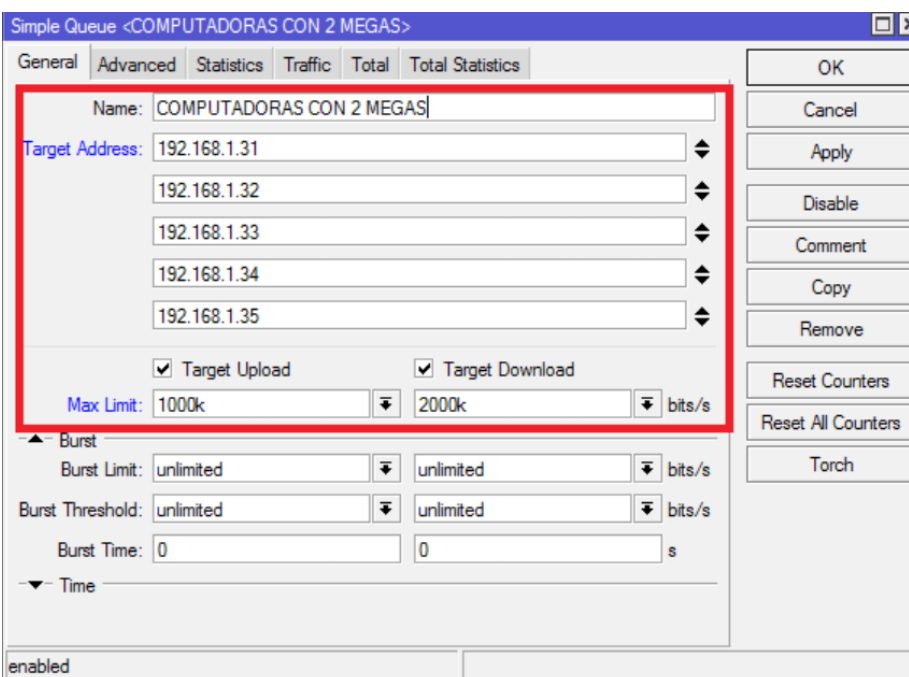 Simple Queue <COMPUTADORAS CON 2 MEGAS>
General Advanced Statistics Traffic Total Total Statistics
OK
Name: COMPUTADORAS CON 2 MEGAS
Cancel
Target Address: 192.168.1.31
Apply
192.168.1.32
Disable
192.168.1.33
Comment
192.168.1.34
Copy
192.168.1.35
Remove
Target Upload Target Download
Reset Counters
Max Limit: 1000k 2000k bits/s
Reset All Counters
Burst
Burst Limit: unlimited unlimited bits/s
Torch
Burst Threshold: unlimited unlimited bits/s
Burst Time: 0 0 s
Time
enabled